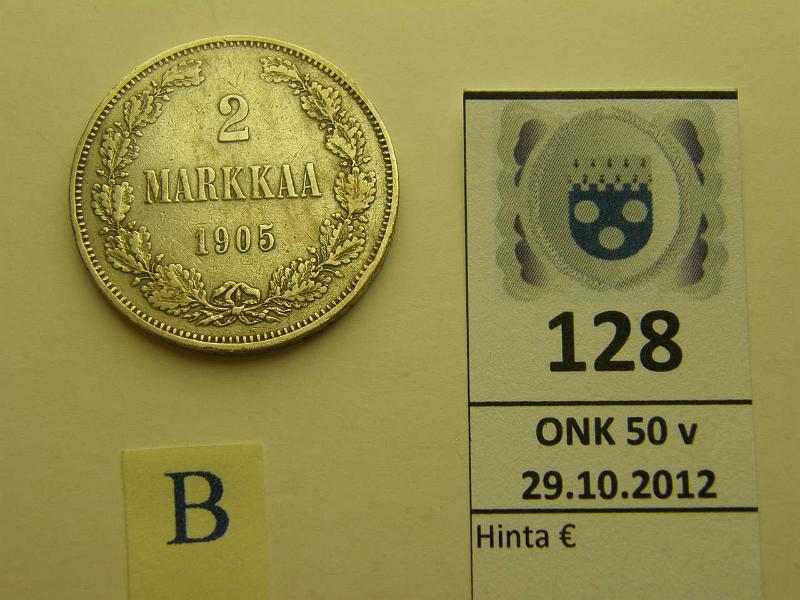 2
MARKKAA
1905
B
128
ONK 50 v
29.10.2012
Hinta €